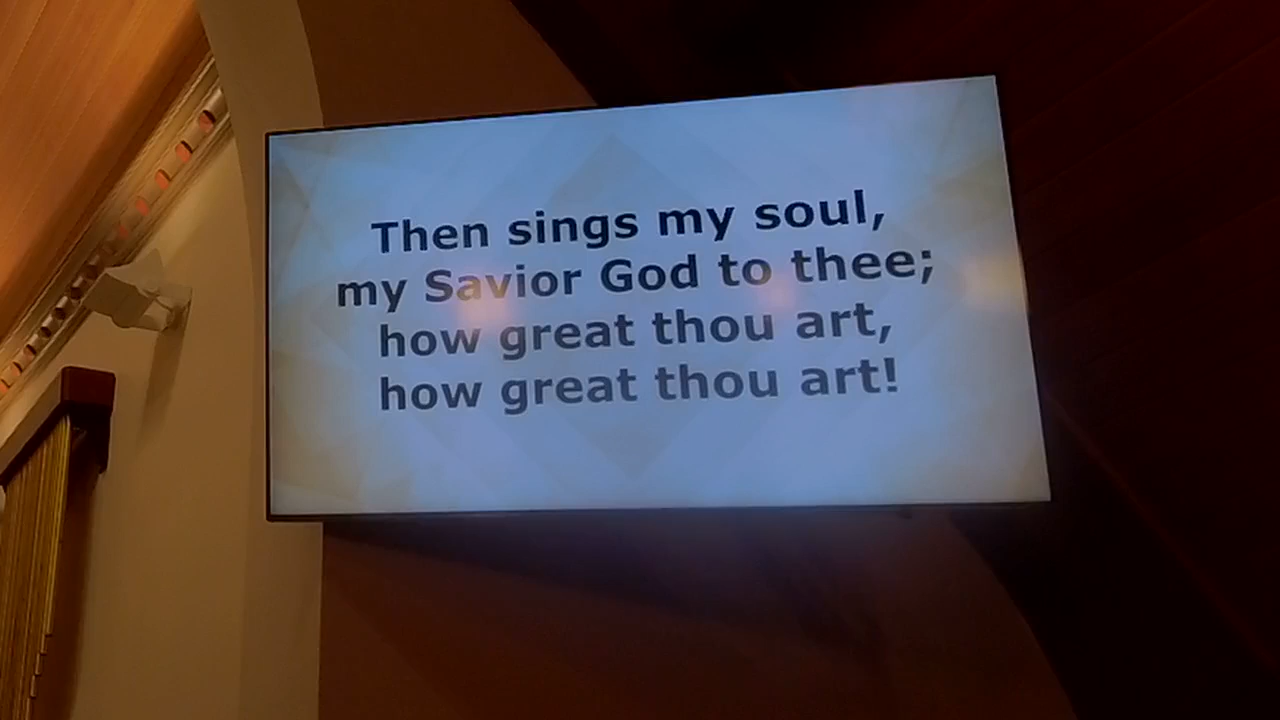 Then sings my soul,
my Savior God to thee;
how great thou art,
how great thou art!